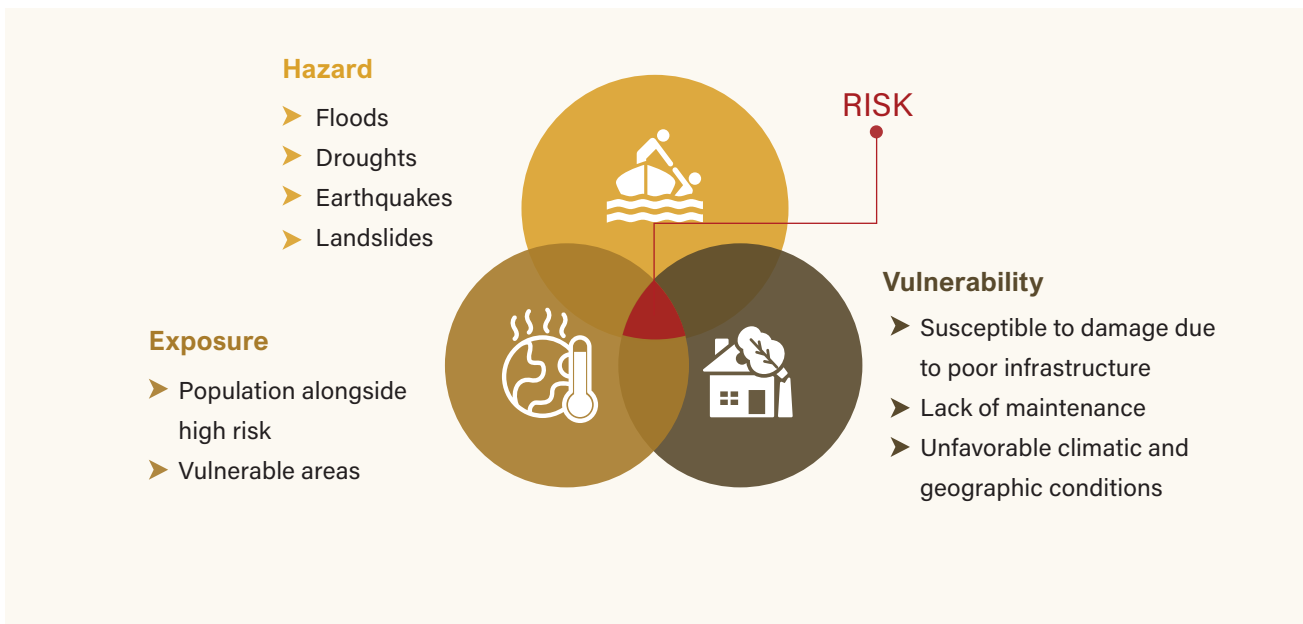 Hazard
Floods
Droughts
Earthquakes
Landslides
RISK
Exposure
Population alongside
high risk
Vulnerable areas
Vulnerability
Susceptible to damage due
to poor infrastructure
Lack of maintenance
Unfavorable climatic and
geographic conditions